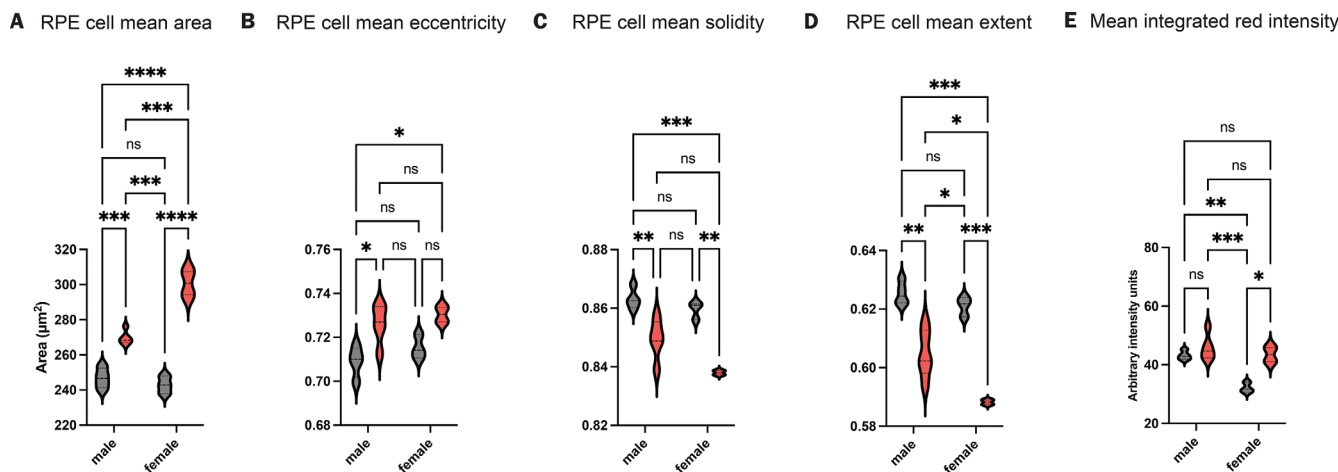 A RPE cell mean area
****
***
ns
***
***
****
320
300
280
260
240
220
Area (µm²)
male
female
B RPE cell mean eccentricity
*
ns
ns
*
ns
ns
0.76
0.74
0.72
0.70
0.68
male
female
C RPE cell mean solidity
***
ns
ns
**
ns
**
0.88
0.86
0.84
0.82
male
female
D RPE cell mean extent
***
*
ns
*
**
***
0.64
0.62
0.60
0.58
male
female
E Mean integrated red intensity
ns
ns
**
***
ns
*
80
60
40
20
Arbitrary intensity units
male
female